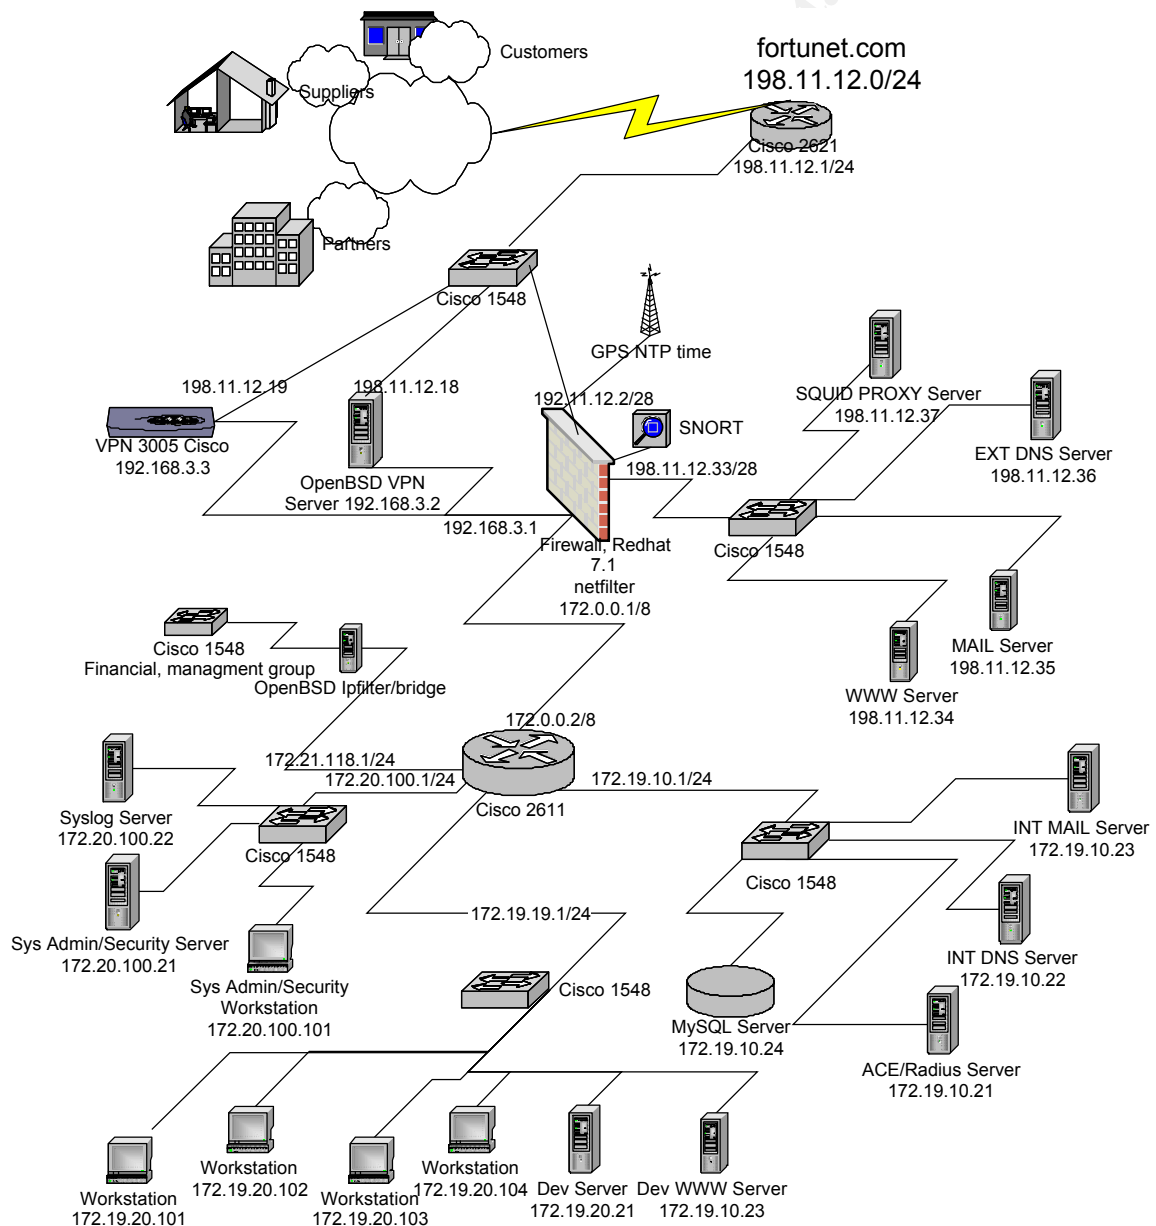 fortunet.com
198.11.12.0/24
Customers
Suppliers
Partners
Cisco 2621
198.11.12.1/24
Cisco 1548
GPS NTP time
198.11.12.19
198.11.12.18
192.11.12.2/28
SNORT
198.11.12.33/28
VPN 3005 Cisco
192.168.3.3
OpenBSD VPN
Server 192.168.3.2
192.168.3.1
Firewall, Redhat
7.1
netfilter
172.0.0.1/8
SQUID PROXY Server
198.11.12.37
EXT DNS Server
198.11.12.36
Cisco 1548
MAIL Server
198.11.12.35
WWW Server
198.11.12.34
Cisco 1548
Financial, managment group
OpenBSD Ipfilter/bridge
172.0.0.2/8
172.21.118.1/24
172.20.100.1/24
172.19.10.1/24
Cisco 2611
Syslog Server
172.20.100.22
Cisco 1548
Sys Admin/Security Server
172.20.100.21
Sys Admin/Security
Workstation
172.20.100.101
172.19.19.1/24
Cisco 1548
Cisco 1548
INT MAIL Server
172.19.10.23
INT DNS Server
172.19.10.22
MySQL Server
172.19.10.24
ACE/Radius Server
172.19.10.21
Workstation
172.19.20.101
Workstation
172.19.20.102
Workstation
172.19.20.103
Workstation
172.19.20.104
Dev Server
172.19.20.21
Dev WWW Server
172.19.10.23